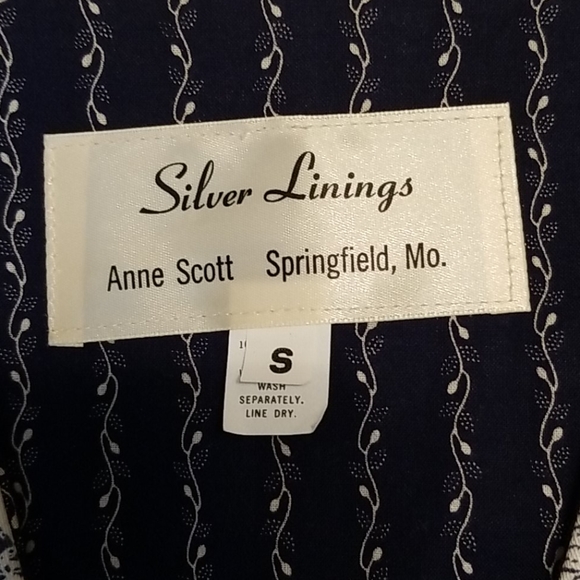 Silver Linings
Anne Scott Springfield, Mo.
S
WASH
SEPARATELY.
LINE DRY.